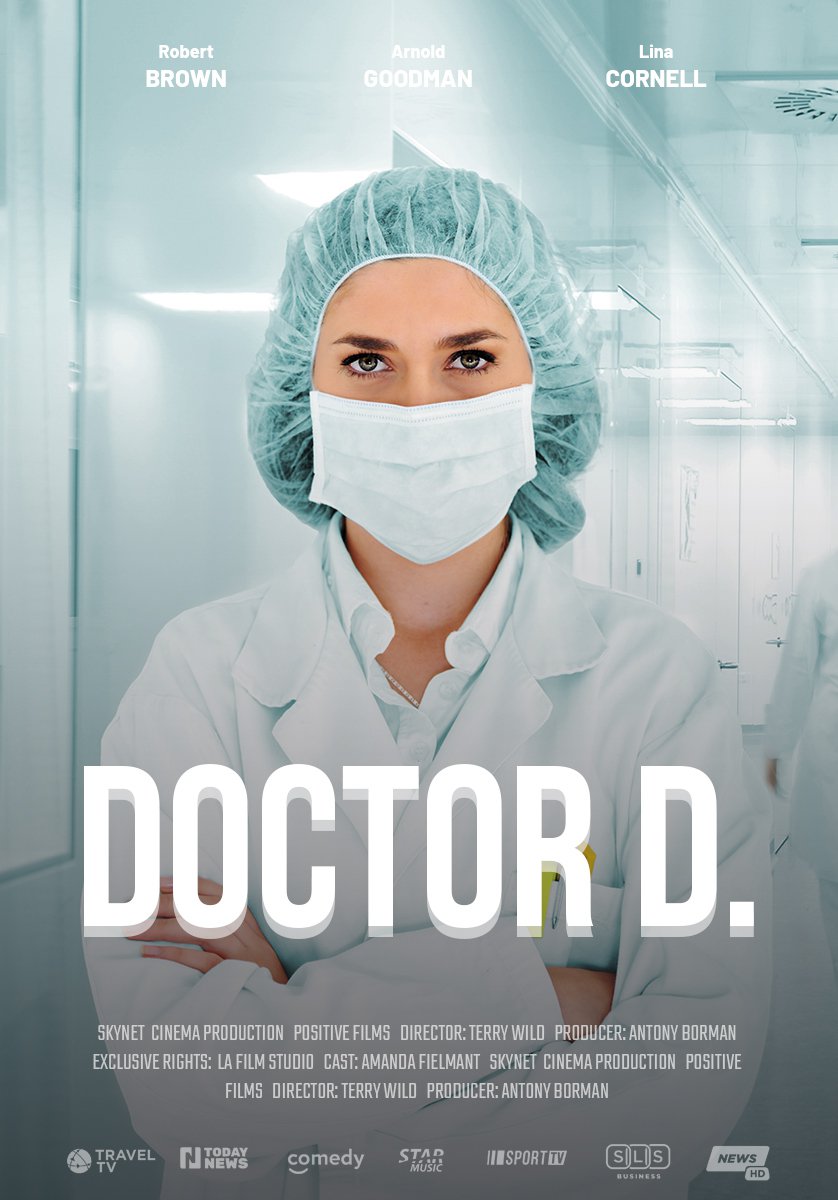 Robert Arnold Lina
BROWN GOODMAN CORNELL
DOCTOR D.
SKYNET CINEMA PRODUCTION POSITIVE FILMS DIRECTOR: TERRY WILD PRODUCER: ANTONY BORMAN
EXCLUSIVE RIGHTS: LA FILM STUDIO CAST: AMANDA FIELMANT SKYNET CINEMA PRODUCTION POSITIVE
FILMS DIRECTOR: TERRY WILD PRODUCER: ANTONY BORMAN
TRAVEL TV
N TODAY NEWS
comedy
STAR MUSIC
SPORT TV
SLS BUSINESS
NEWS HD